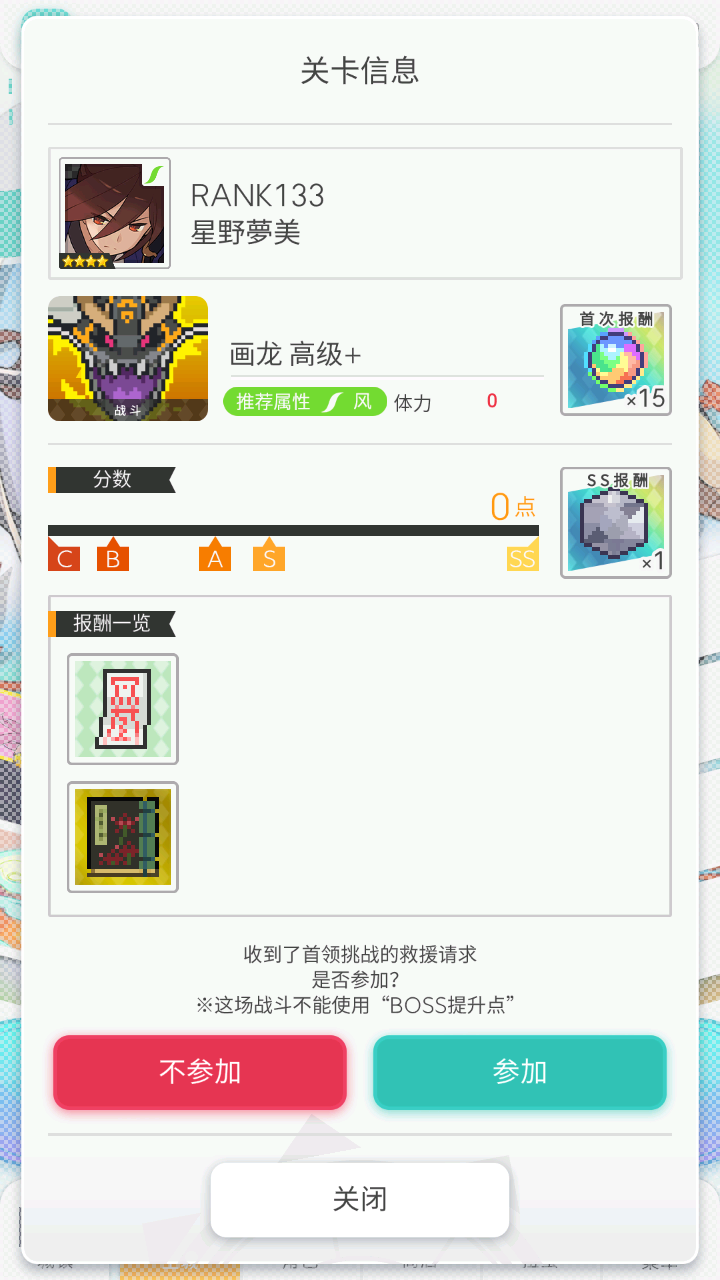 关卡信息
RANK133
星野夢美
战斗
画龙 高级+
推荐属性 风
体力
0
首次报酬
×15
分数
0点
C B A S SS
SS报酬
×1
报酬一览
收到了首领挑战的救援请求
是否参加?
※这场战斗不能使用“BOSS提升点”
不参加
参加
关闭